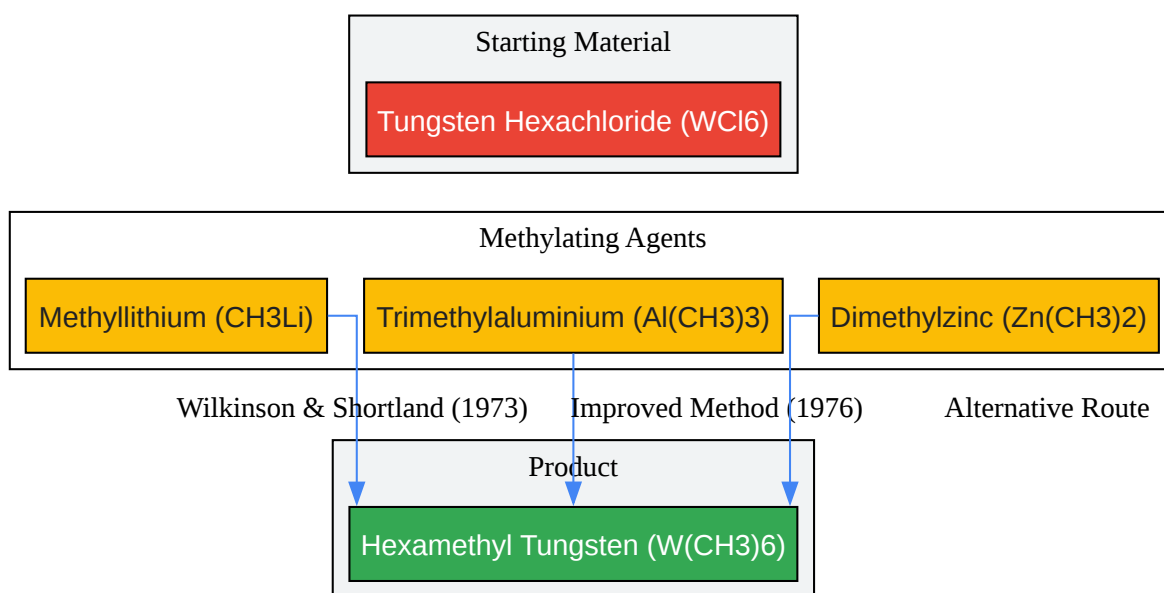 Starting Material
Tungsten Hexachloride (WCl6)
Methylating Agents
Methyllithium (CH3Li)
Trimethylaluminium (Al(CH3)3)
Dimethylzinc (Zn(CH3)2)
Wilkinson & Shortland (1973)
Improved Method (1976)
Alternative Route
Product
Hexamethyl Tungsten (W(CH3)6)